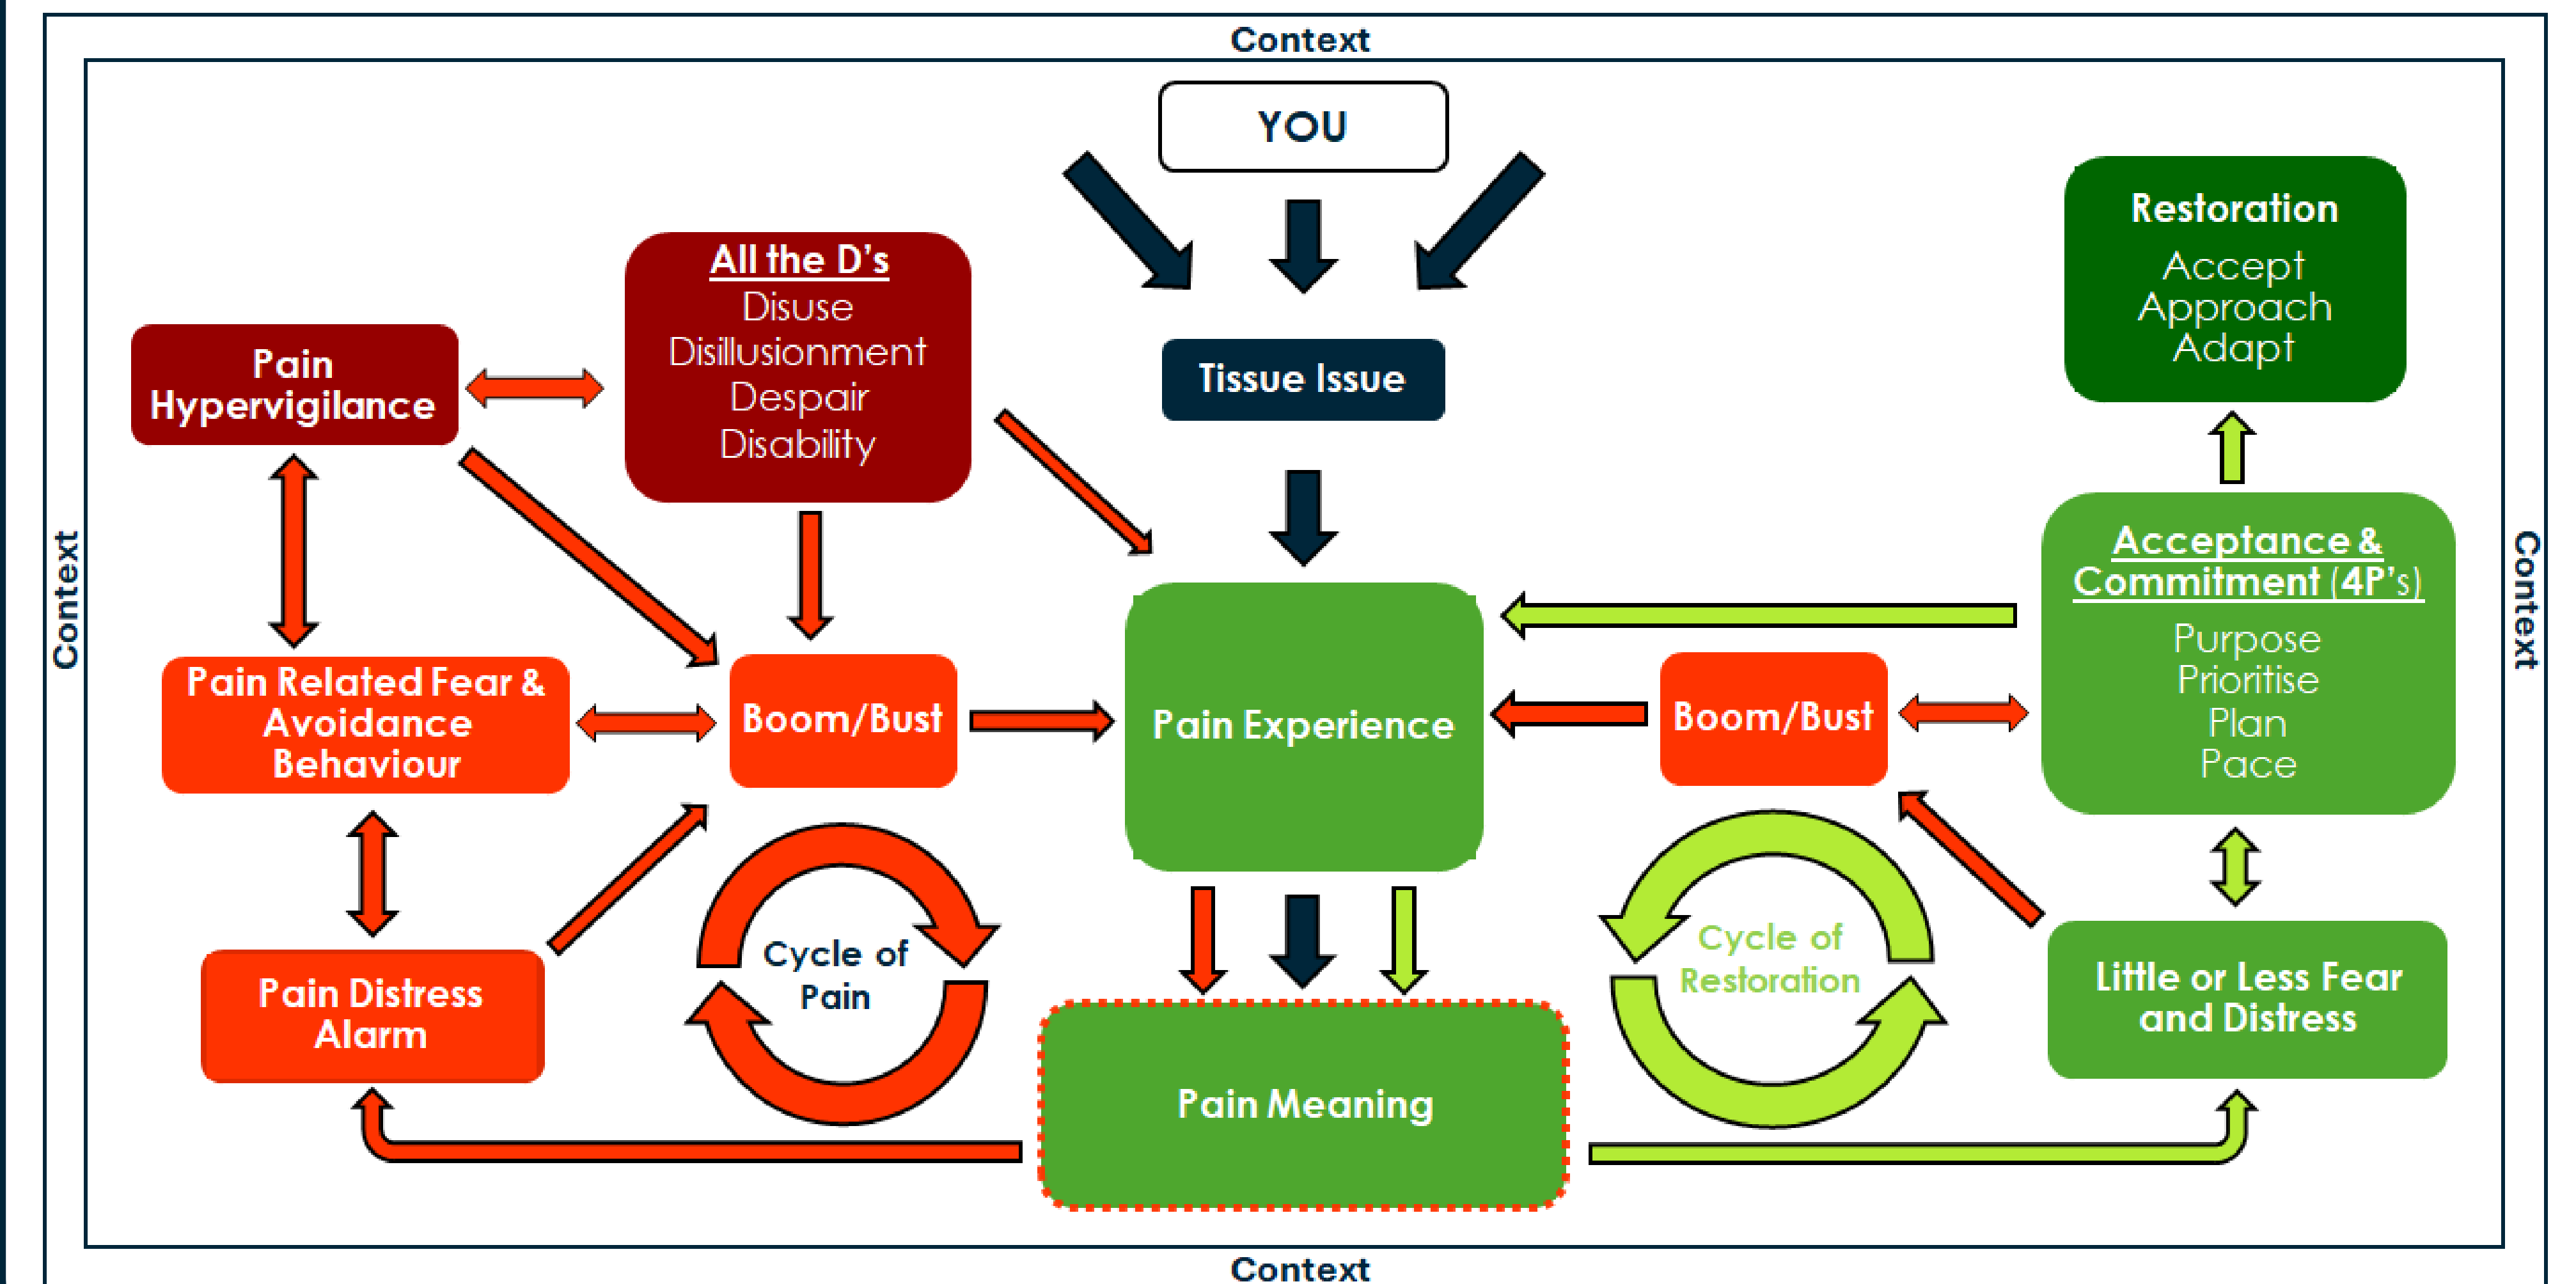 Context
YOU
Restoration
Accept
Approach
Adapt
All the D's
Disuse
Disillusionment
Despair
Disability
Pain
Hypervigilance
Tissue Issue
Context
Context
Acceptance &
Commitment (4P's)
Purpose
Prioritise
Plan
Pace
Pain Related Fear &
Avoidance
Behaviour
Boom/Bust
Pain Experience
Boom/Bust
Cycle of
Pain
Cycle of
Restoration
Pain Distress
Alarm
Little or Less Fear
and Distress
Pain Meaning
Context